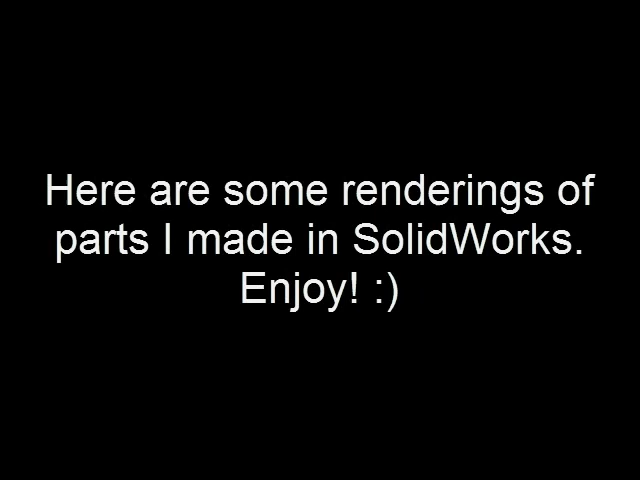 Here are some renderings of
parts I made in SolidWorks.
Enjoy! :)